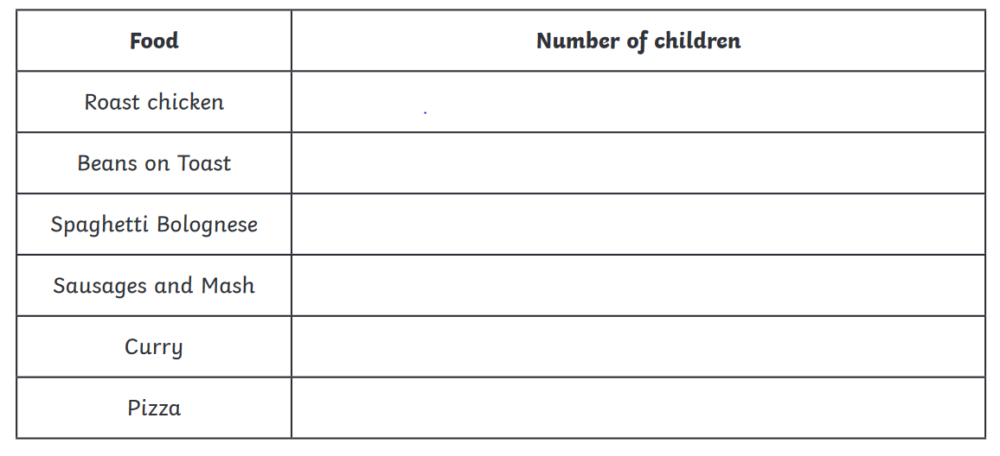 Food Number of children
Roast chicken
Beans on Toast
Spaghetti Bolognese
Sausages and Mash
Curry
Pizza